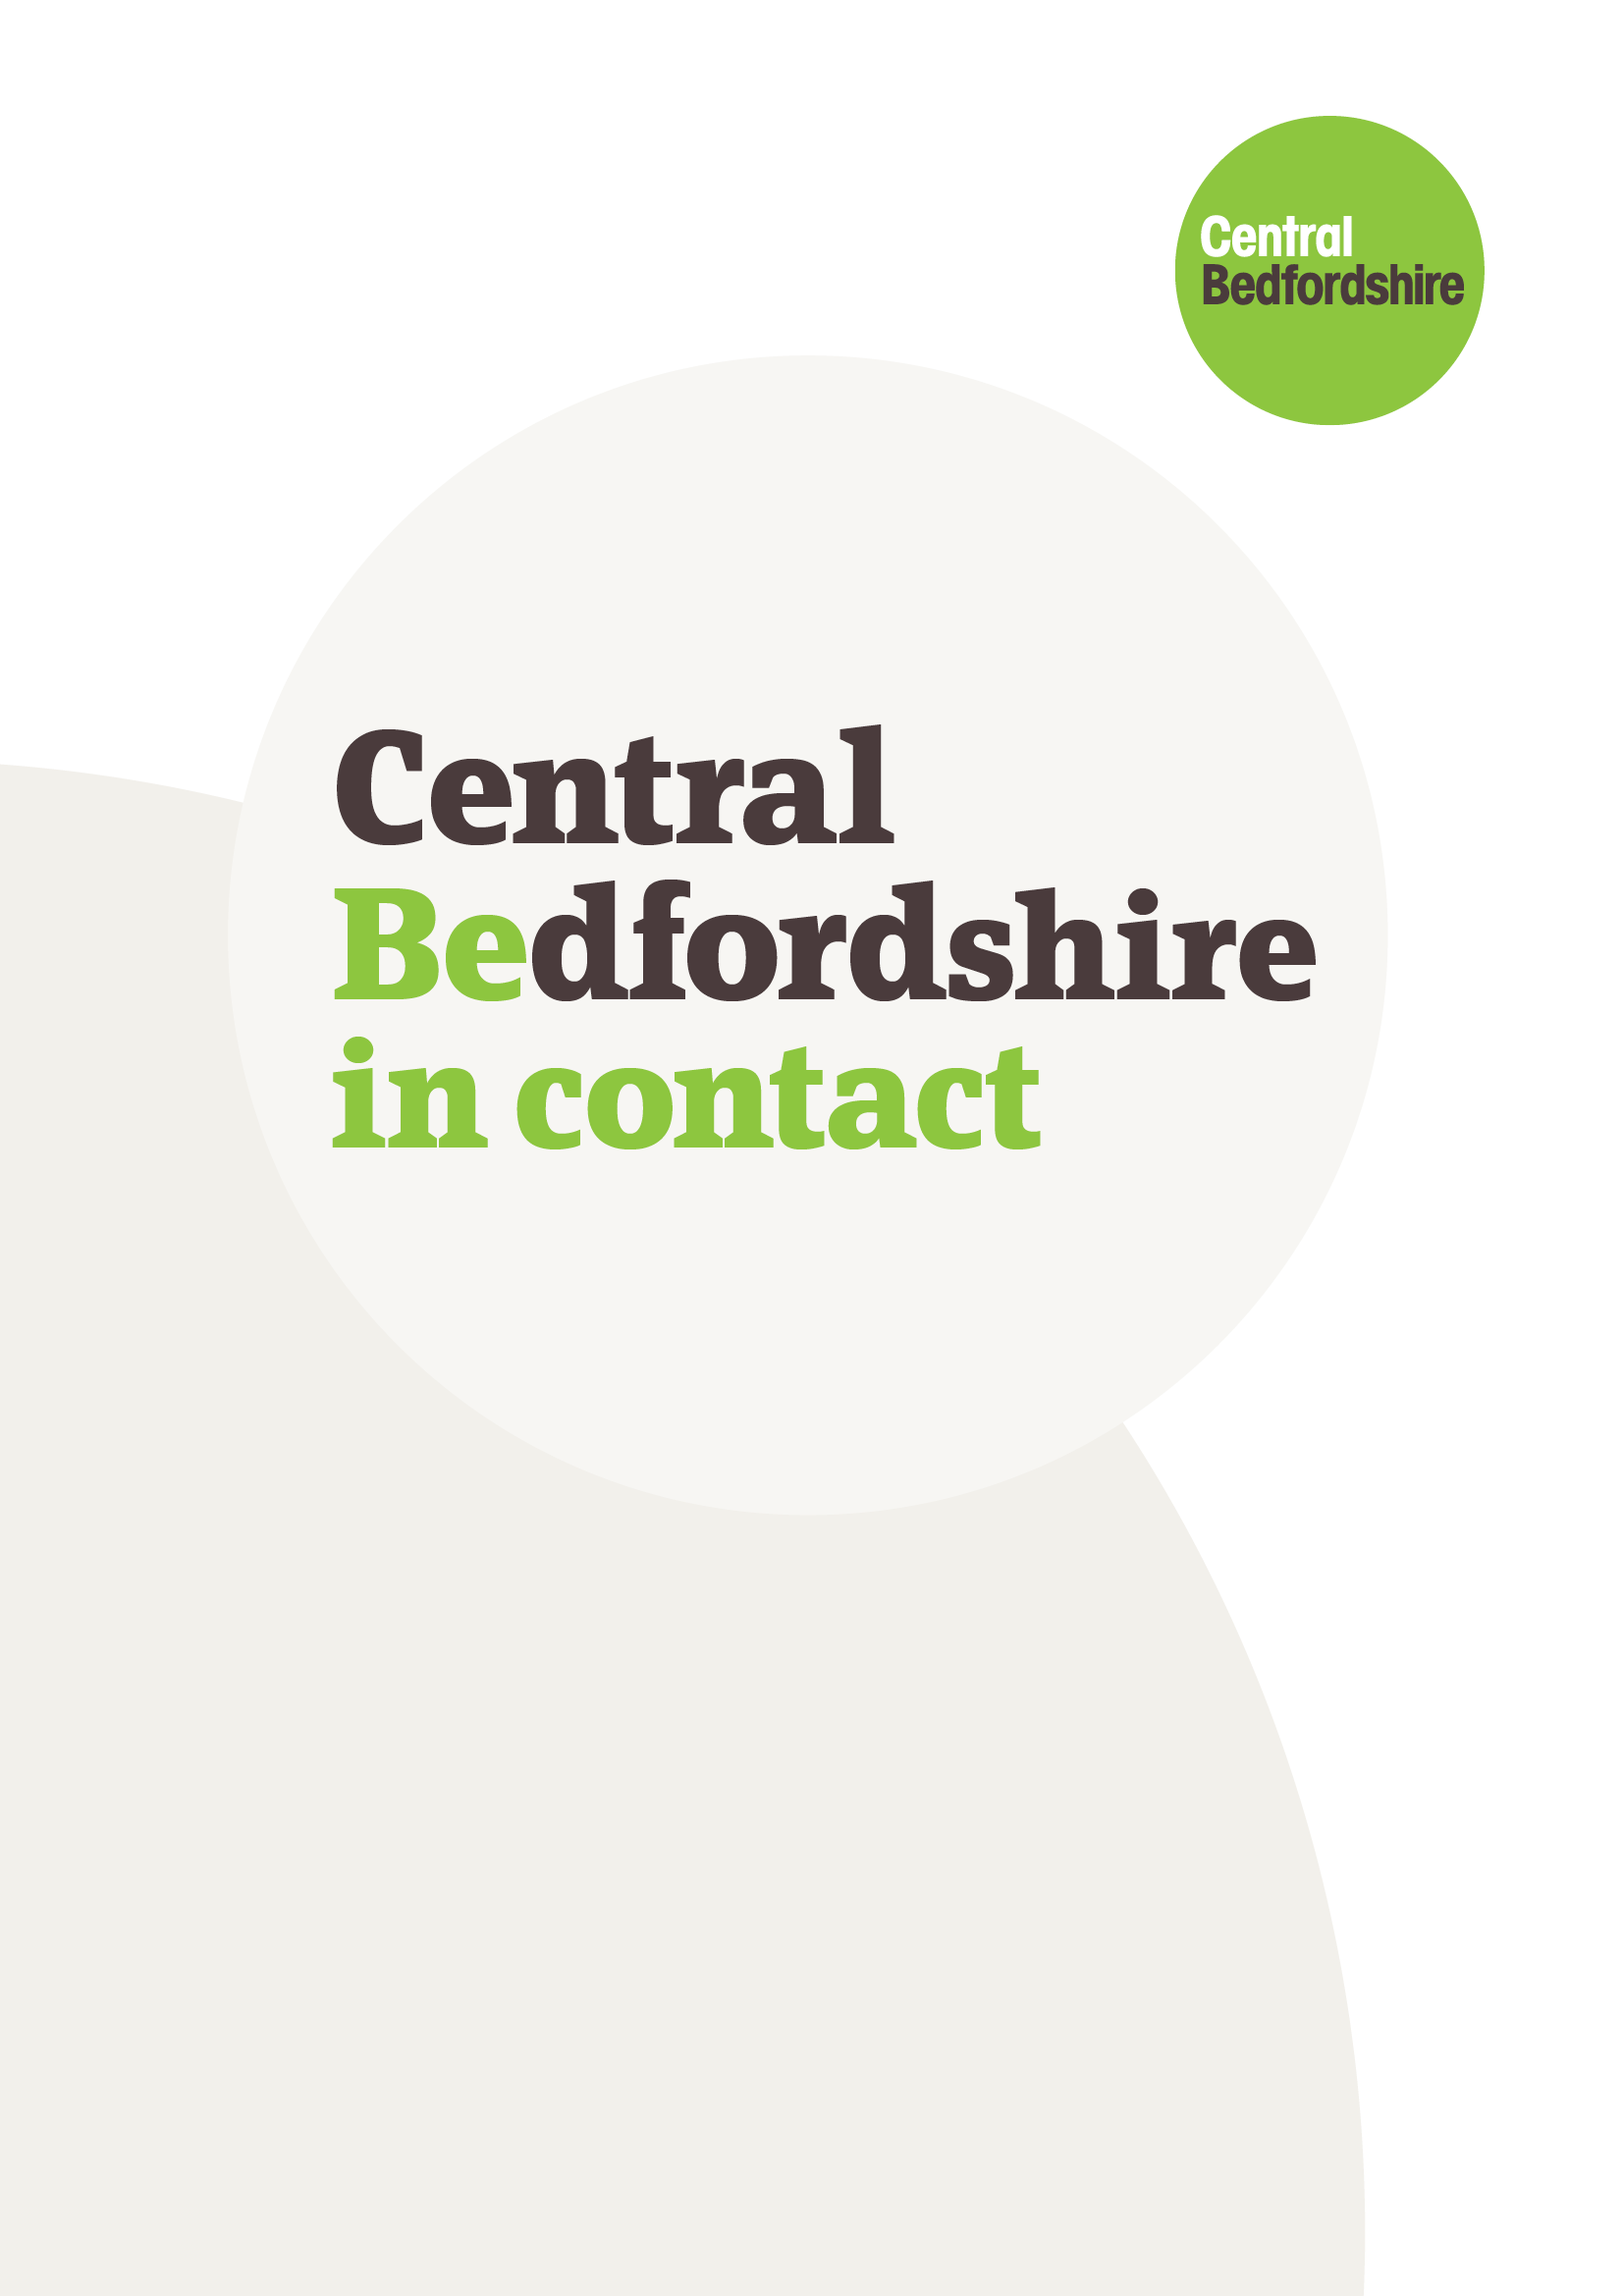 Central
Bedfordshire
Central
Bedfordshire
in contact